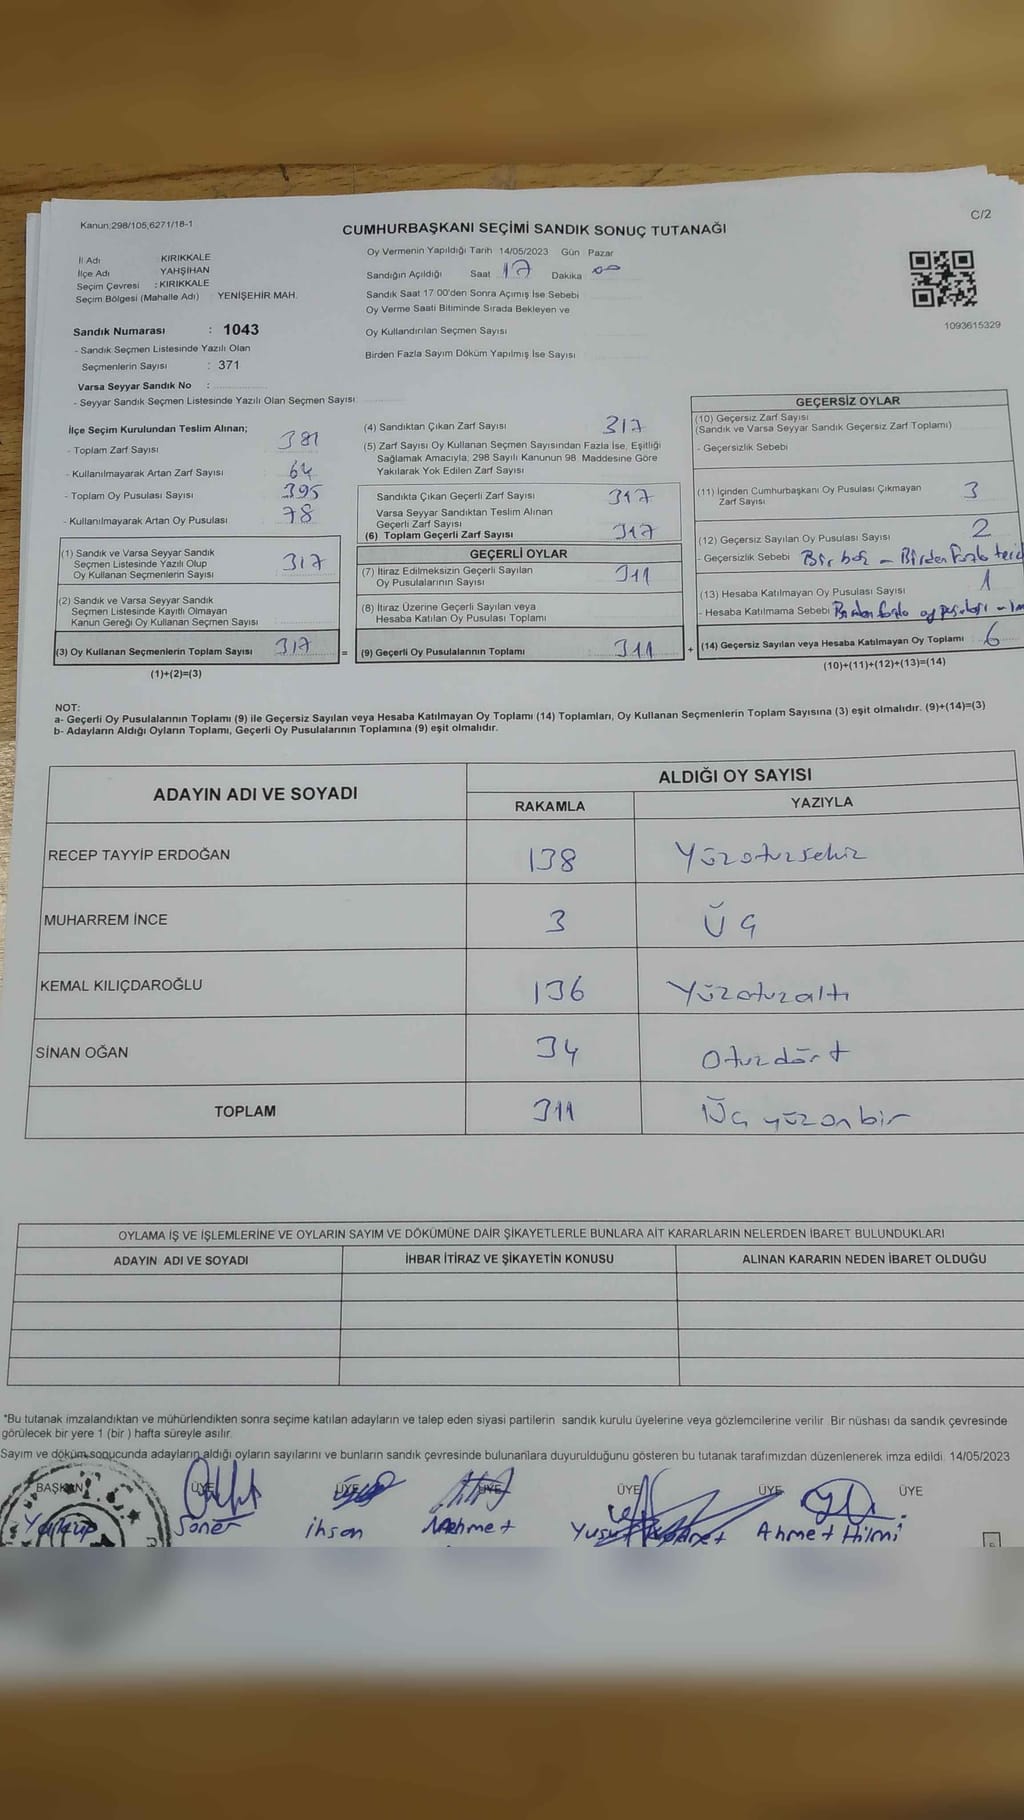 Kanun:298/105,6271/18-1
C/2
CUMHURBAŞKANI SEÇİMİ SANDIK SONUÇ TUTANAĞI
İl Adı : KIRIKKALE
İlçe Adı YAHŞİHAN
Seçim Çevresi : KIRIKKALE
Seçim Bölgesi (Mahalle Adı) YENİŞEHİR MAH.
Oy Vermenin Yapıldığı Tarih 14/05/2023 Gün Pazar
Sandığın Açıldığı Saat 17 Dakika 00
Sandık Saat 17 00'den Sonra Açımış İse Sebebi
Oy Verme Saati Bitiminde Sırada Bekleyen ve
Oy Kullandırılan Seçmen Sayısı
Birden Fazla Sayım Döküm Yapılmış İse Sayısı
1093615329
Sandık Numarası : 1043
- Sandık Seçmen Listesinde Yazılı Olan
Seçmenlerin Sayısı : 371
Varsa Seyyar Sandık No :
- Seyyar Sandık Seçmen Listesinde Yazılı Olan Seçmen Sayısı
İlçe Seçim Kurulundan Teslim Alınan;
- Toplam Zarf Sayısı 381
- Kullanılmayarak Artan Zarf Sayısı 64
- Toplam Oy Pusulası Sayısı 395
- Kullanılmayarak Artan Oy Pusulası 78
(1) Sandık ve Varsa Seyyar Sandık
Seçmen Listesinde Yazılı Olup
Oy Kullanan Seçmenlerin Sayısı 317
(2) Sandık ve Varsa Seyyar Sandık
Seçmen Listesinde Kayıtlı Olmayan
Kanun Gereği Oy Kullanan Seçmen Sayısı
(3) Oy Kullanan Seçmenlerin Toplam Sayısı 317 =
(1)+(2)=(3)
(4) Sandıktan Çıkan Zarf Sayısı 317
(5) Zarf Sayısı Oy Kullanan Seçmen Sayısından Fazla İse, Eşitliği
Sağlamak Amacıyla, 298 Sayılı Kanunun 98. Maddesine Göre
Yakılarak Yok Edilen Zarf Sayısı
Sandıkta Çıkan Geçerli Zarf Sayısı 317
Varsa Seyyar Sandıktan Teslim Alınan
Geçerli Zarf Sayısı
(6) Toplam Geçerli Zarf Sayısı 317
GEÇERLİ OYLAR
(7) İtiraz Edilmeksizin Geçerli Sayılan
Oy Pusulalarının Sayısı 311
(8) İtiraz Üzerine Geçerli Sayılan veya
Hesaba Katılan Oy Pusulası Toplamı
(9) Geçerli Oy Pusulalarının Toplamı : 311 +
GEÇERSİZ OYLAR
(10) Geçersiz Zarf Sayısı
(Sandık ve Varsa Seyyar Sandık Geçersiz Zarf Toplamı)
- Geçersizlik Sebebi
(11) İçinden Cumhurbaşkanı Oy Pusulası Çıkmayan
Zarf Sayısı 3
(12) Geçersiz Sayılan Oy Pusulası Sayısı 2
- Geçersizlik Sebebi Bir boş - Birden fazla terci
(13) Hesaba Katılmayan Oy Pusulası Sayısı 1
- Hesaba Katılmama Sebebi Birden fazla oy pusulası
(14) Geçersiz Sayılan veya Hesaba Katılmayan Oy Toplamı 6
(10)+(11)+(12)+(13)=(14)
NOT:
a- Geçerli Oy Pusulalarının Toplamı (9) ile Geçersiz Sayılan veya Hesaba Katılmayan Oy Toplamı (14) Toplamları, Oy Kullanan Seçmenlerin Toplam Sayısına (3) eşit olmalıdır. (9)+(14)=(3)
b- Adayların Aldığı Oyların Toplamı, Geçerli Oy Pusulalarının Toplamına (9) eşit olmalıdır.
ADAYIN ADI VE SOYADI ALDIĞI OY SAYISI
RAKAMLA YAZIYLA
RECEP TAYYİP ERDOĞAN 138 Yüzotuzsekiz
MUHARREM İNCE 3 Üç
KEMAL KILIÇDAROĞLU 136 Yüzotuzaltı
SİNAN OĞAN 34 Otuzdört
TOPLAM 311 Üç yüzonbir
OYLAMA İŞ VE İŞLEMLERİNE VE OYLARIN SAYIM VE DÖKÜMÜNE DAİR ŞİKAYETLERLE BUNLARA AİT KARARLARIN NELERDEN İBARET BULUNDUKLARI
ADAYIN ADI VE SOYADI İHBAR İTİRAZ VE ŞİKAYETİN KONUSU ALINAN KARARIN NEDEN İBARET OLDUĞU
*Bu tutanak imzalandıktan ve mühürlendikten sonra seçime katılan adayların ve talep eden siyasi partilerin sandık kurulu üyelerine veya gözlemcilerine verilir. Bir nüshası da sandık çevresinde
görülecek bir yere 1 (bir ) hafta süreyle asılır.
Sayım ve döküm sonucunda adayların aldığı oyların sayılarını ve bunların sandık çevresinde bulunanlara duyurulduğunu gösteren bu tutanak tarafımızdan düzenlenerek imza edildi. 14/05/2023
BAŞKAN ÜYE ÜYE ÜYE ÜYE ÜYE ÜYE
Yakup Soner İhsan Mehmet Yusuf Ahmet Hilmi